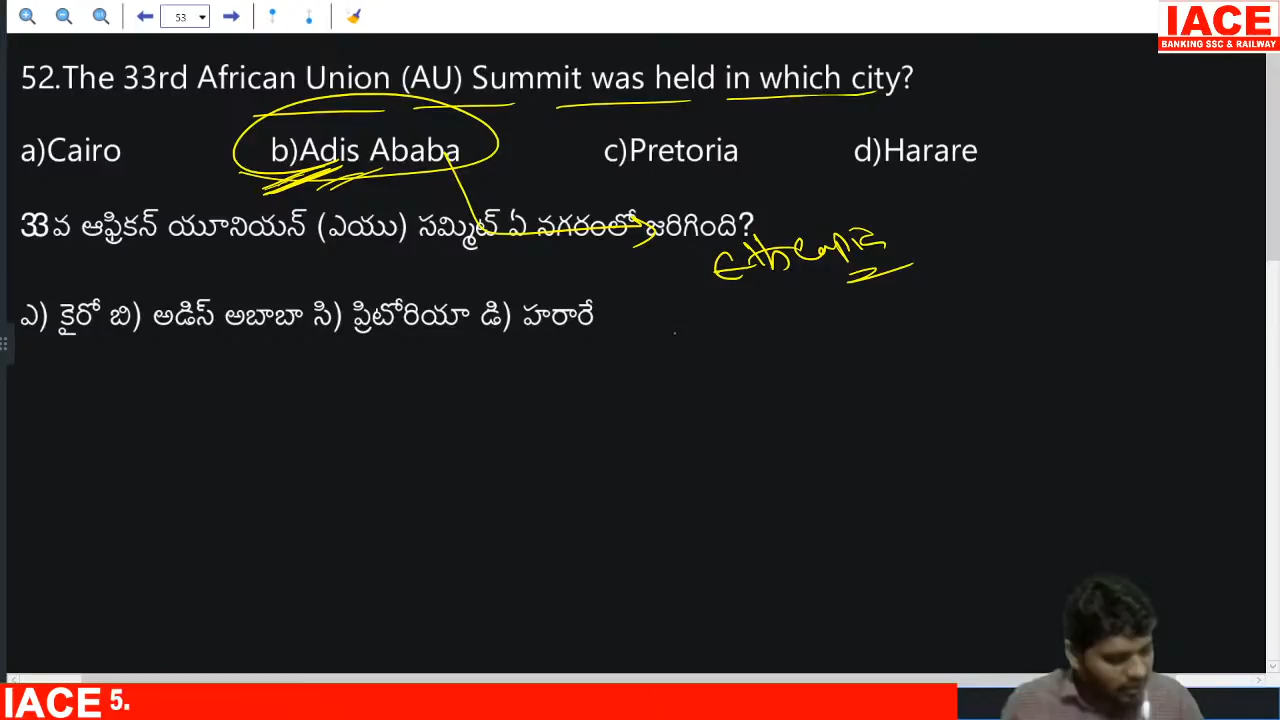 53
IACE
BANKING SSC & RAILWAY
52.The 33rd African Union (AU) Summit was held in which city?
a)Cairo b)Adis Ababa c)Pretoria d)Harare
33వ ఆఫ్రికన్ యూనియన్ (ఎయు) సమ్మిట్ ఏ నగరంలో జరిగింది?
ఎ) కైరో బి) అడిస్ అబాబా సి) ప్రిటోరియా డి) హరారే
IACE 5.